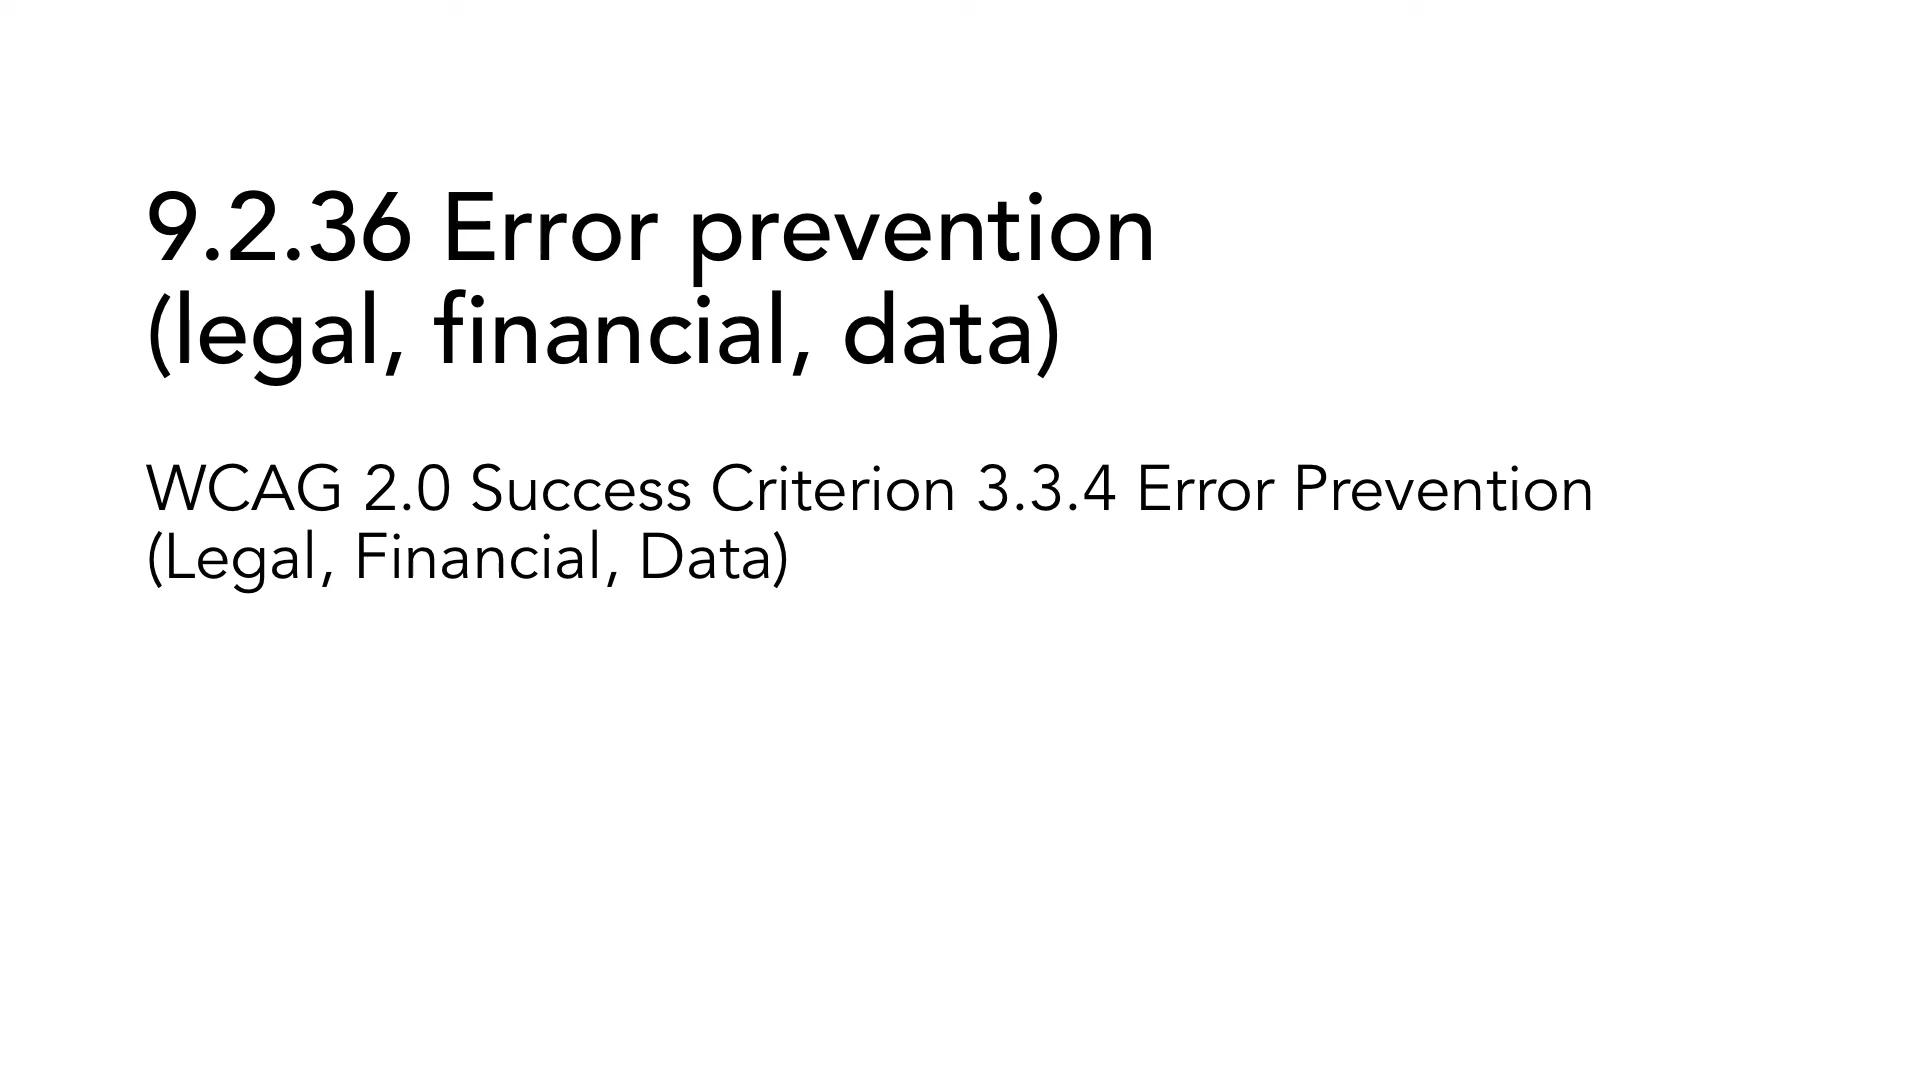 9.2.36 Error prevention
(legal, financial, data)
WCAG 2.0 Success Criterion 3.3.4 Error Prevention
(Legal, Financial, Data)